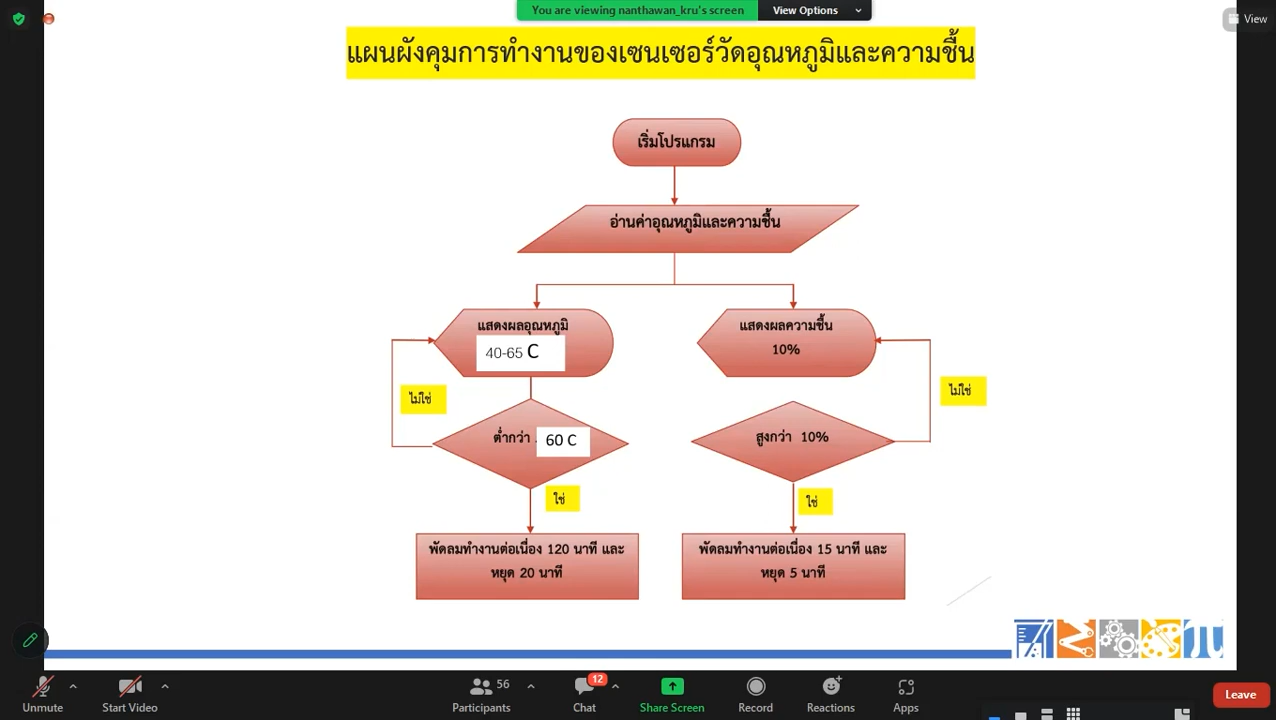 You are viewing nanthawan_kru's screen
View Options
View
แผนผังคุมการทำงานของเซนเซอร์วัดอุณหภูมิและความชื้น
เริ่มโปรแกรม
อ่านค่าอุณหภูมิและความชื้น
แสดงผลอุณหภูมิ
40-65 C
แสดงผลความชื้น
10%
ไม่ใช่
ไม่ใช่
ต่ำกว่า 60 C
สูงกว่า 10%
ใช่
ใช่
พัดลมทำงานต่อเนื่อง 120 นาที และ
หยุด 20 นาที
พัดลมทำงานต่อเนื่อง 15 นาที และ
หยุด 5 นาที
56
12
Unmute
Start Video
Participants
Chat
Share Screen
Record
Reactions
Apps
Leave